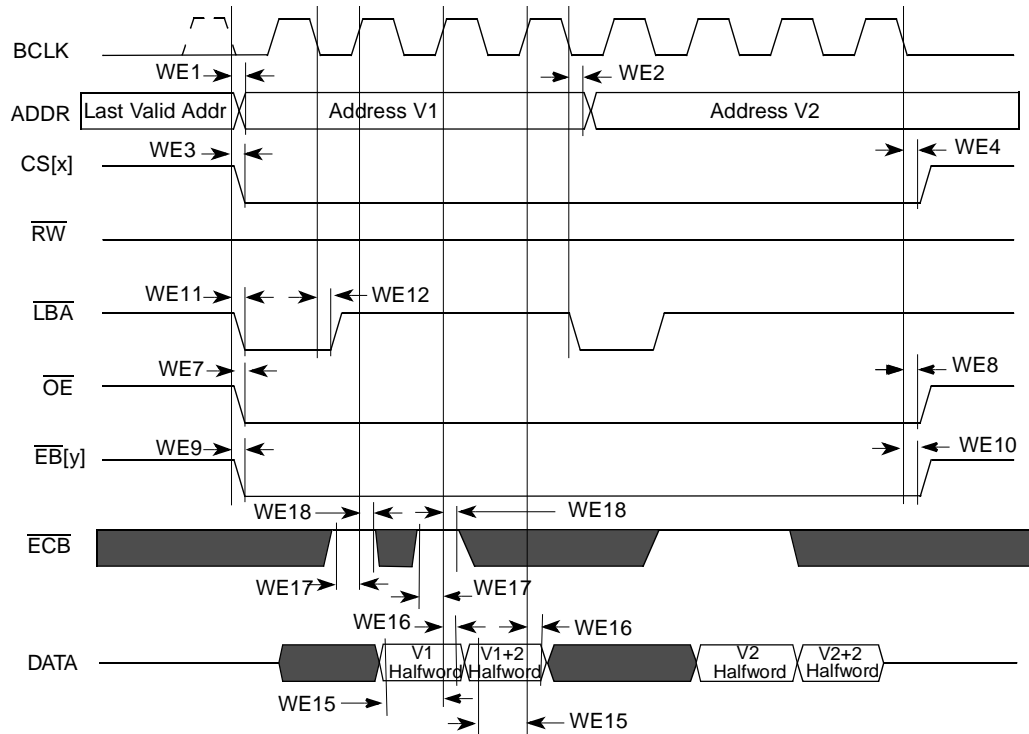 BCLK
WE1
WE2
ADDR
Last Valid Addr
Address V1
Address V2
WE3
WE4
CS[x]
RW
WE11
WE12
LBA
WE7
WE8
OE
WE9
WE10
EB[y]
WE18
WE18
ECB
WE17
WE17
WE16
WE16
DATA
V1
Halfword
V1+2
Halfword
V2
Halfword
V2+2
Halfword
WE15
WE15